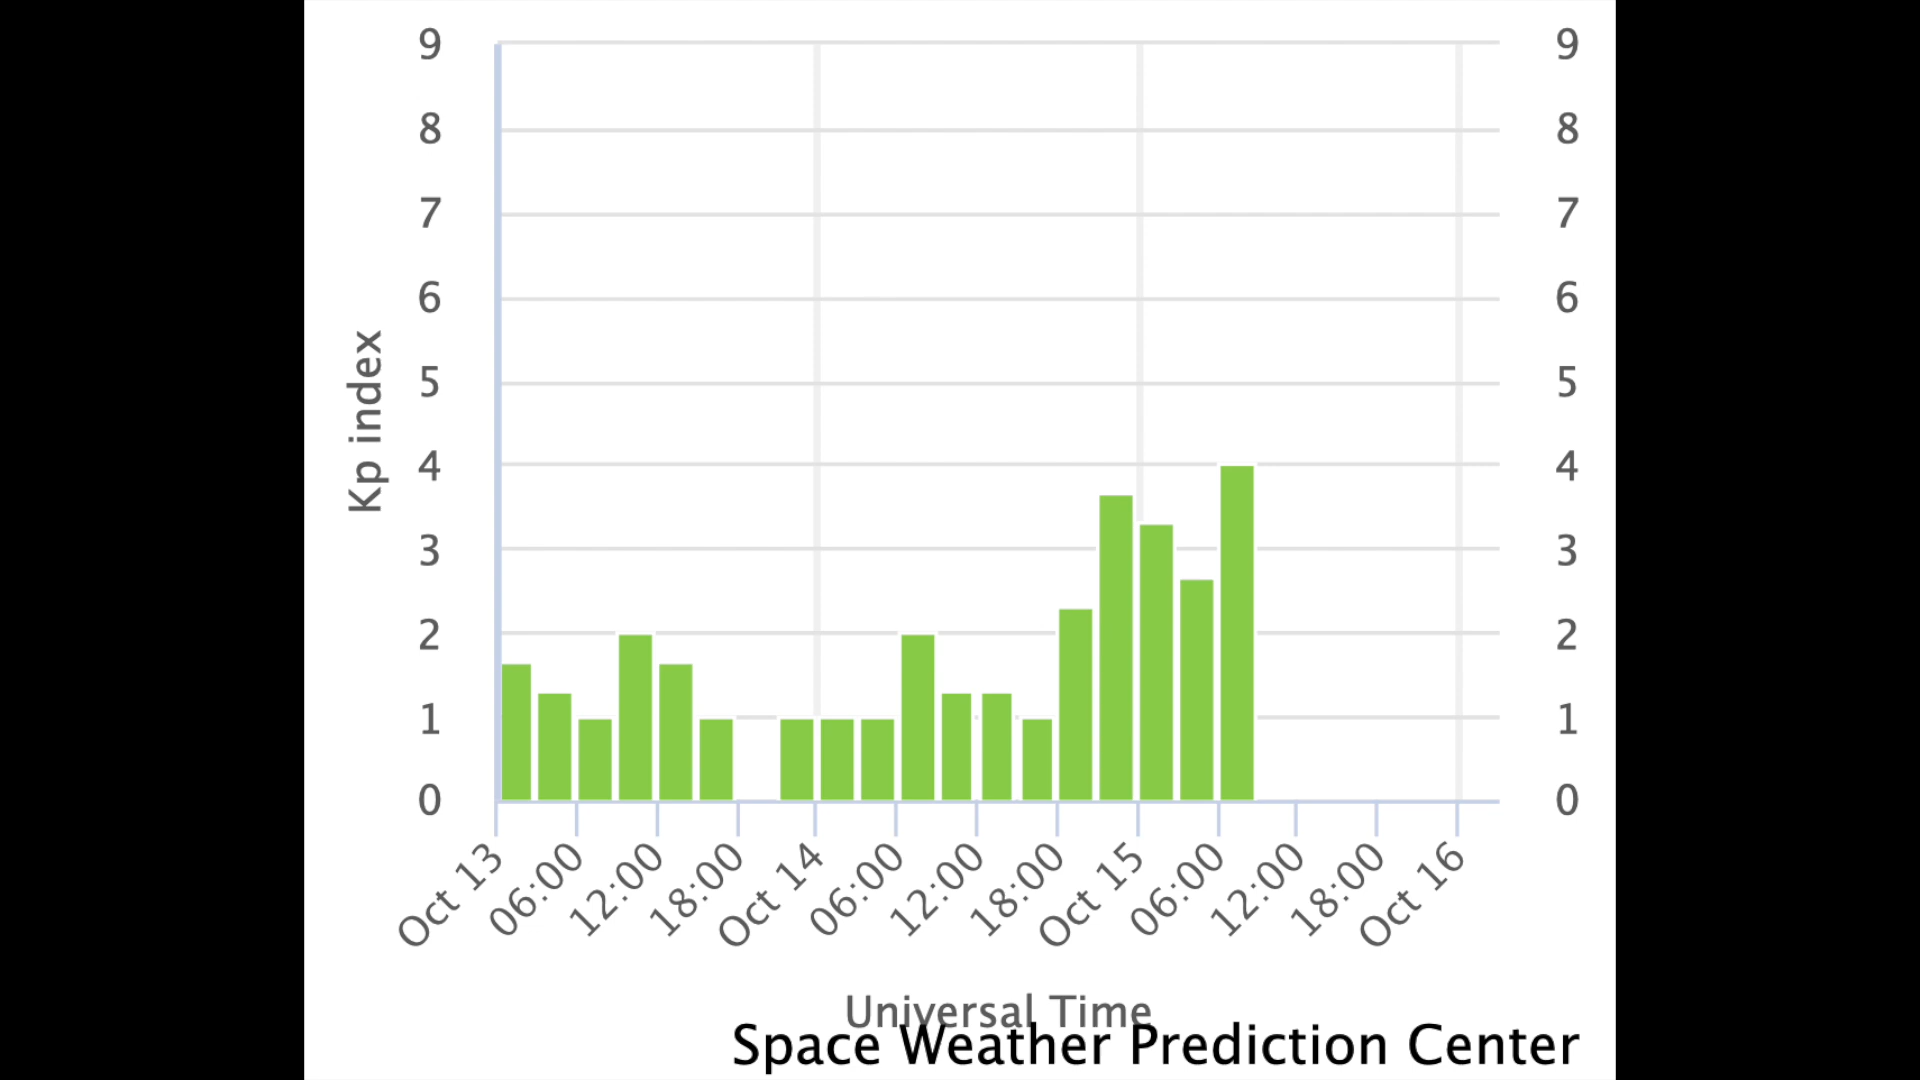 9 9
8 8
7 7
6 6
5 5
4 4
3 3
2 2
1 1
0 0
Kp index
Oct 13 06:00 12:00 18:00 Oct 14 06:00 12:00 18:00 Oct 15 06:00 12:00 18:00 Oct 16
Universal Time
Space Weather Prediction Center